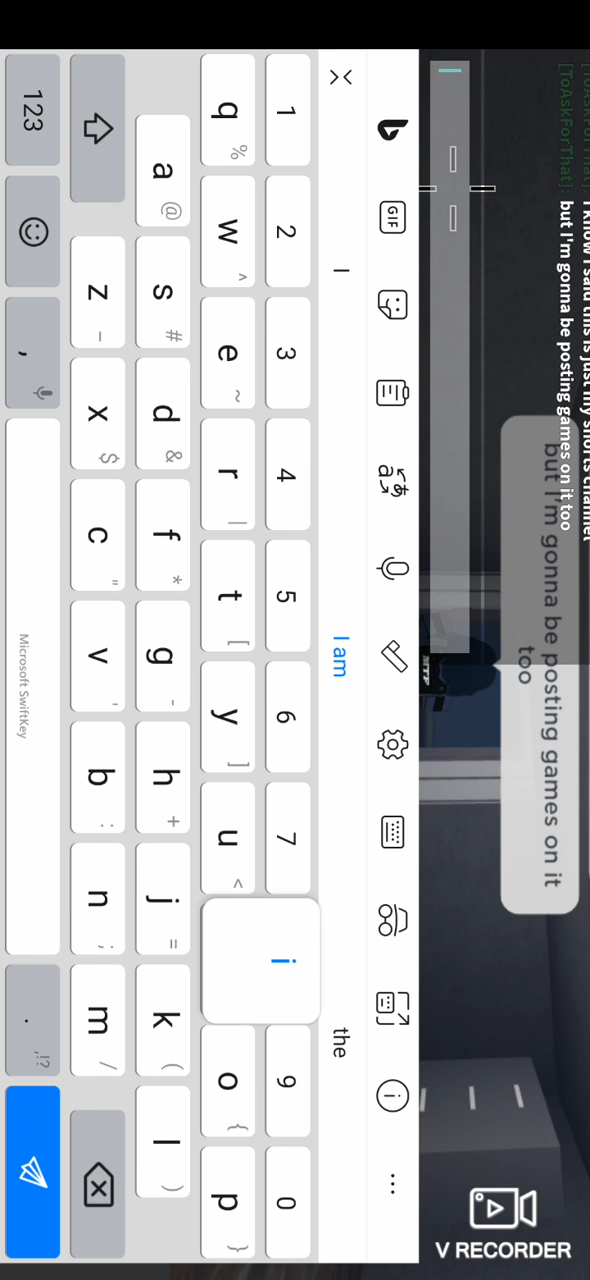 [ToAskForThat]: I know I said this is just my shorts channel
[ToAskForThat]: but I'm gonna be posting games on it too
but I'm gonna be posting games on it
too
MTF
GIF
I
I am
the
1 2 3 4 5 6 7 9 0
q % w ^ e ~ r | t [ y ] u < i o { p }
a @ s # d & f * g - h + j = k ( l )
z _ x $ c " v ' b : n ; m /
123 , Microsoft SwiftKey . ,!?
V RECORDER